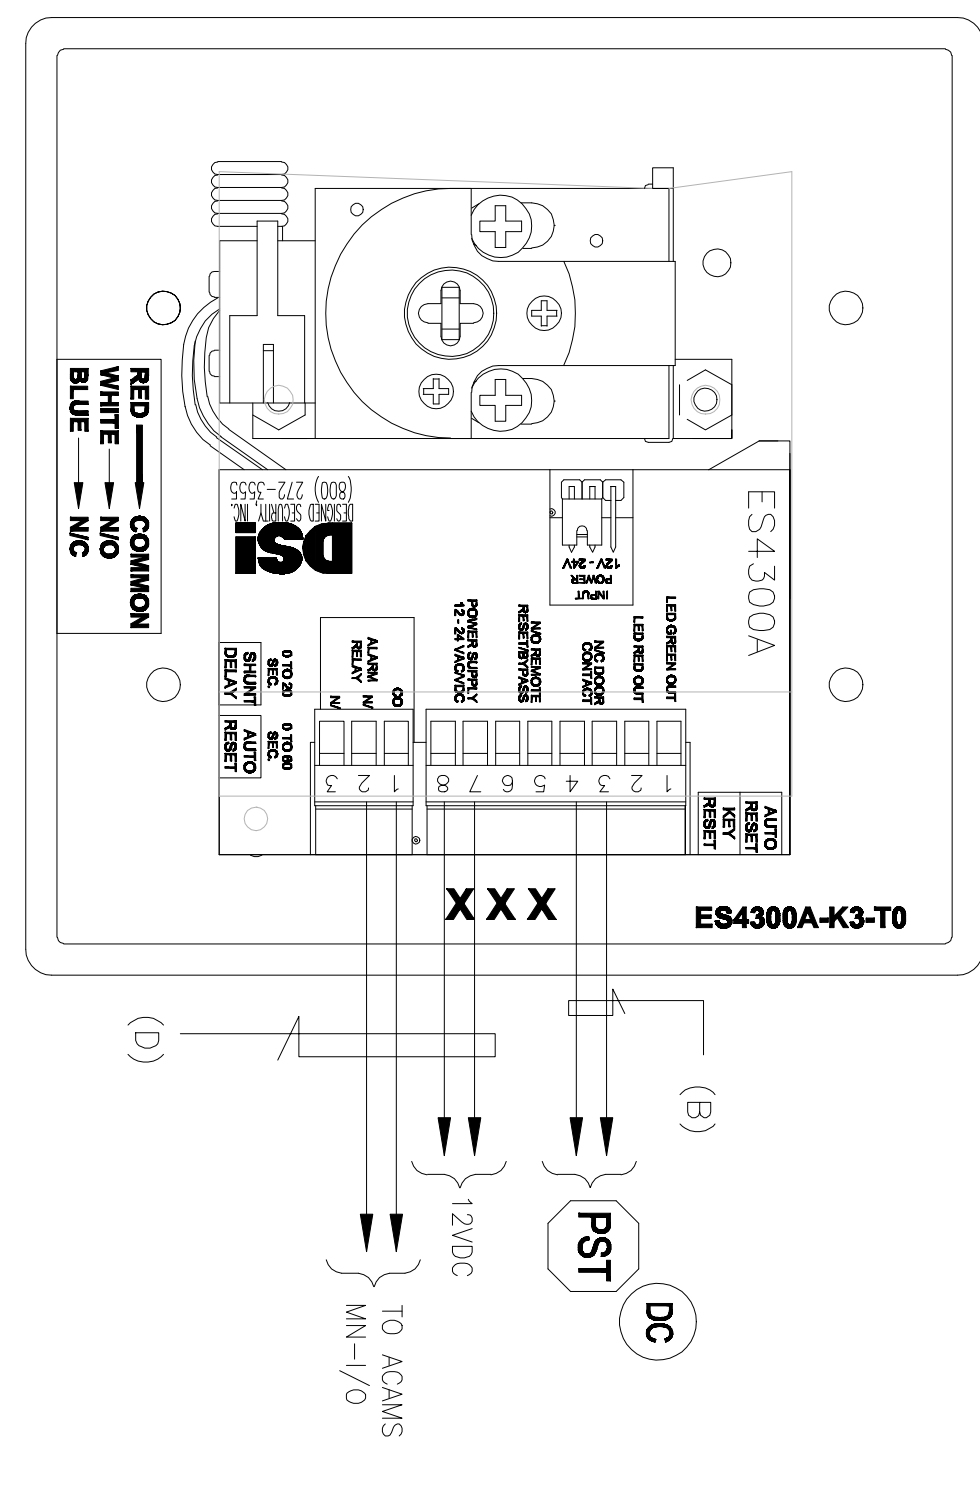 RED COMMON
WHITE N/O
BLUE N/C
(800) 272-3555
DESIGNED SECURITY, INC.
DSi
INPUT
POWER
12V - 24V
ES4300A
SHUNT
DELAY
0 TO 20
SEC.
AUTO
RESET
0 TO 60
SEC.
ALARM
RELAY
N/
N/
CO
POWER SUPPLY
12 - 24 VAC/VDC
N/O REMOTE
RESET/BYPASS
N/C DOOR
CONTACT
LED RED OUT
LED GREEN OUT
3 2 1
8 7 6 5 4 3 2 1
AUTO
RESET
KEY
RESET
X X X
ES4300A-K3-T0
(D)
(B)
12VDC
PST
DC
TO ACAMS
MN-I/O